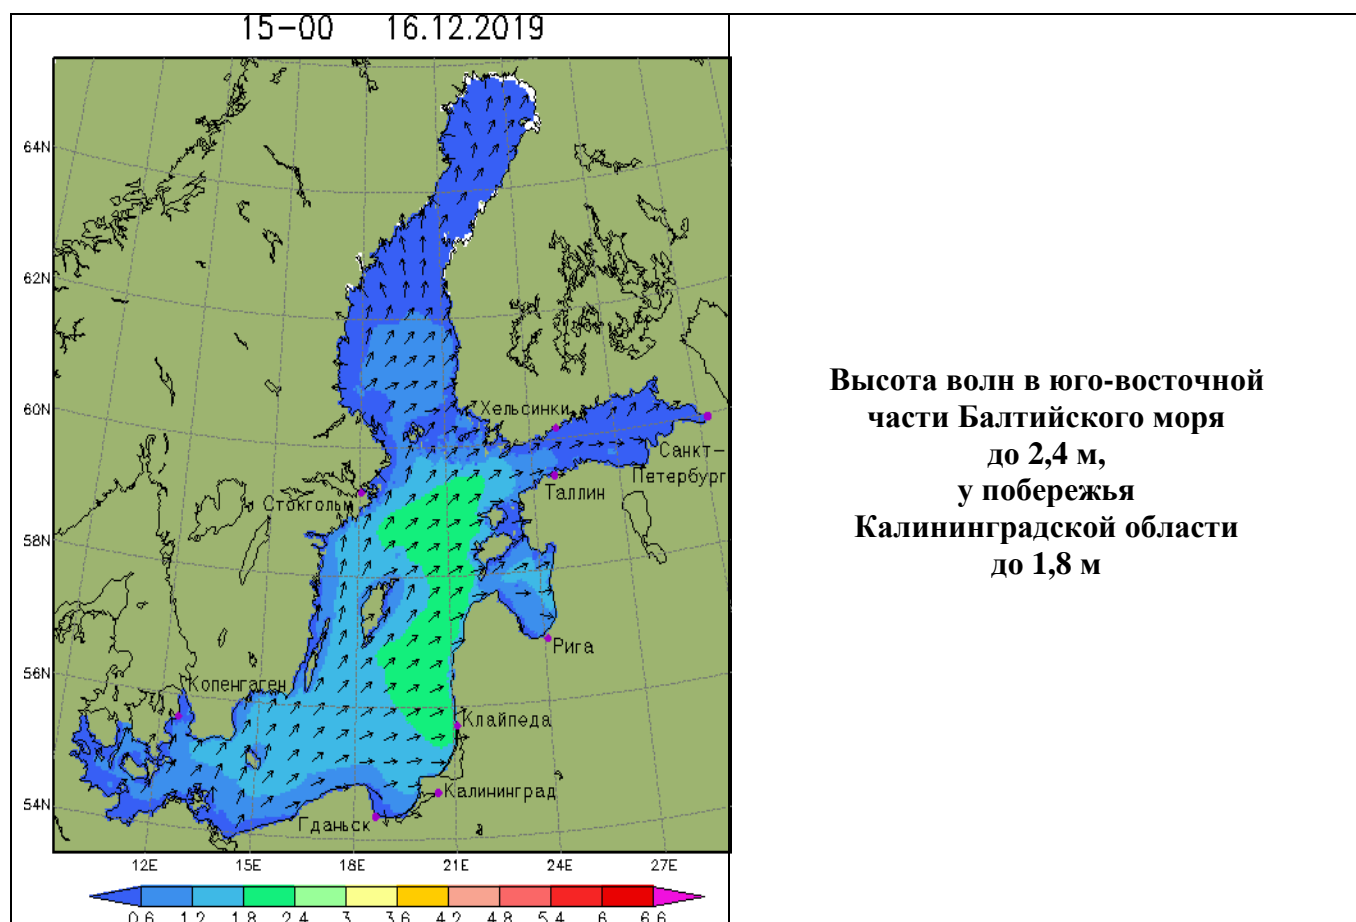 15-00 16.12.2019
64N
62N
60N
58N
56N
54N
Хельсинки
Санкт-
Петербург
Таллин
Стокгольм
Рига
Копенгаген
Клайпеда
Калининград
Гданьск
12E 15E 18E 21E 24E 27E
0.6 1.2 1.8 2.4 3 3.6 4.2 4.8 5.4 6 6.6
Высота волн в юго-восточной
части Балтийского моря
до 2,4 м,
у побережья
Калининградской области
до 1,8 м